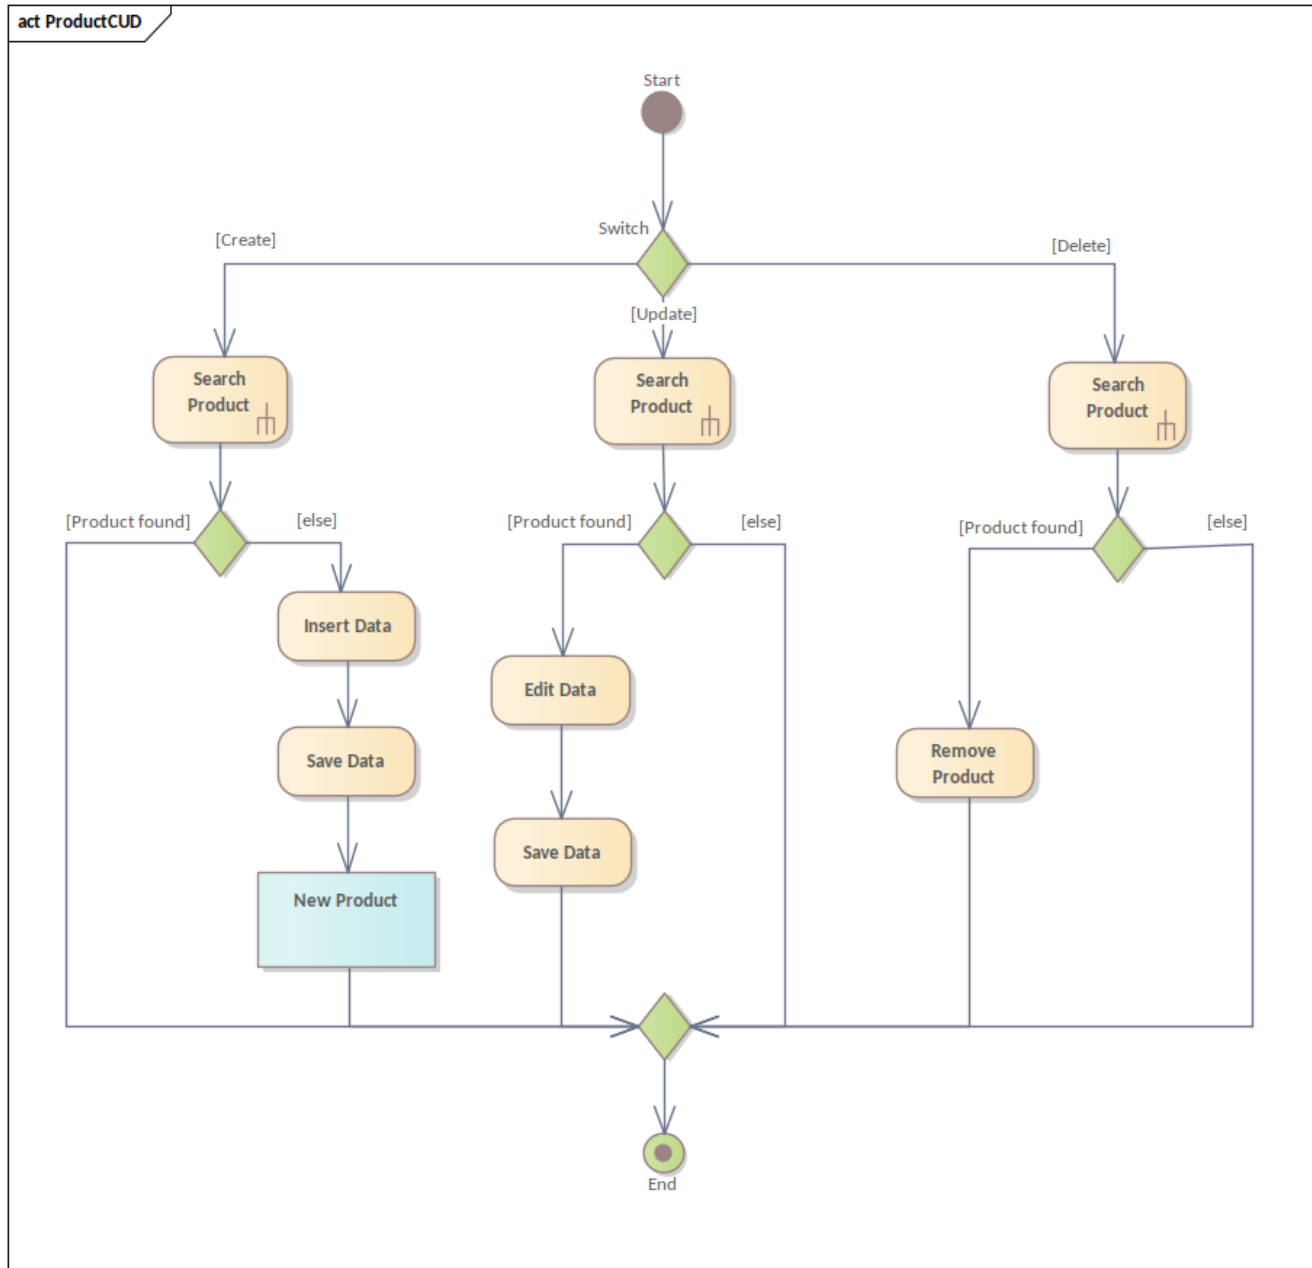 act ProductCUD
Start
Switch
[Create]
[Delete]
[Update]
Search
Product
Search
Product
Search
Product
[Product found]
[else]
[Product found]
[else]
[Product found]
[else]
Insert Data
Edit Data
Save Data
Remove
Product
Save Data
New Product
End